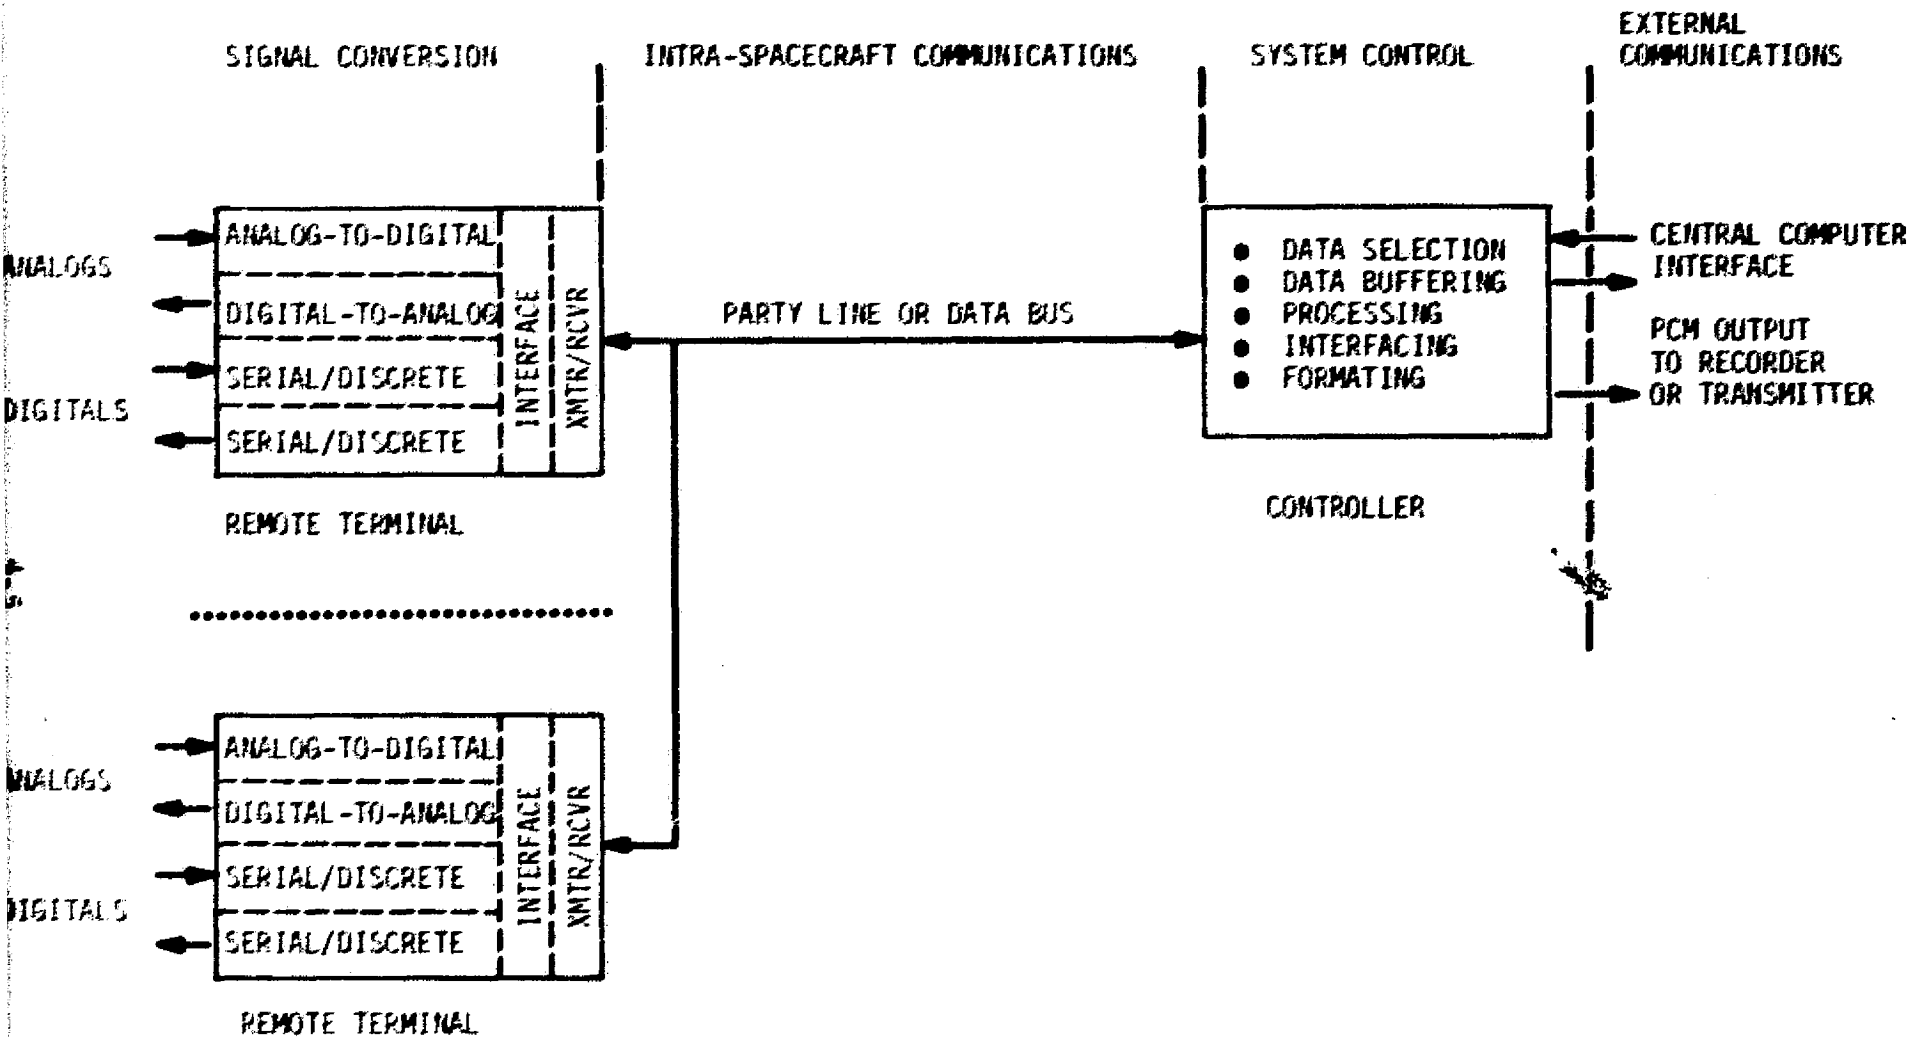 SIGNAL CONVERSION
INTRA-SPACECRAFT COMMUNICATIONS
SYSTEM CONTROL
EXTERNAL
COMMUNICATIONS
ANALOGS
DIGITALS
ANALOG-TO-DIGITAL
DIGITAL-TO-ANALOG
SERIAL/DISCRETE
SERIAL/DISCRETE
INTERFACE
XMTR/RCVR
REMOTE TERMINAL
PARTY LINE OR DATA BUS
● DATA SELECTION
● DATA BUFFERING
● PROCESSING
● INTERFACING
● FORMATING
CONTROLLER
CENTRAL COMPUTER
INTERFACE
PCM OUTPUT
TO RECORDER
OR TRANSMITTER
ANALOGS
DIGITALS
ANALOG-TO-DIGITAL
DIGITAL-TO-ANALOG
SERIAL/DISCRETE
SERIAL/DISCRETE
INTERFACE
XMTR/RCVR
REMOTE TERMINAL